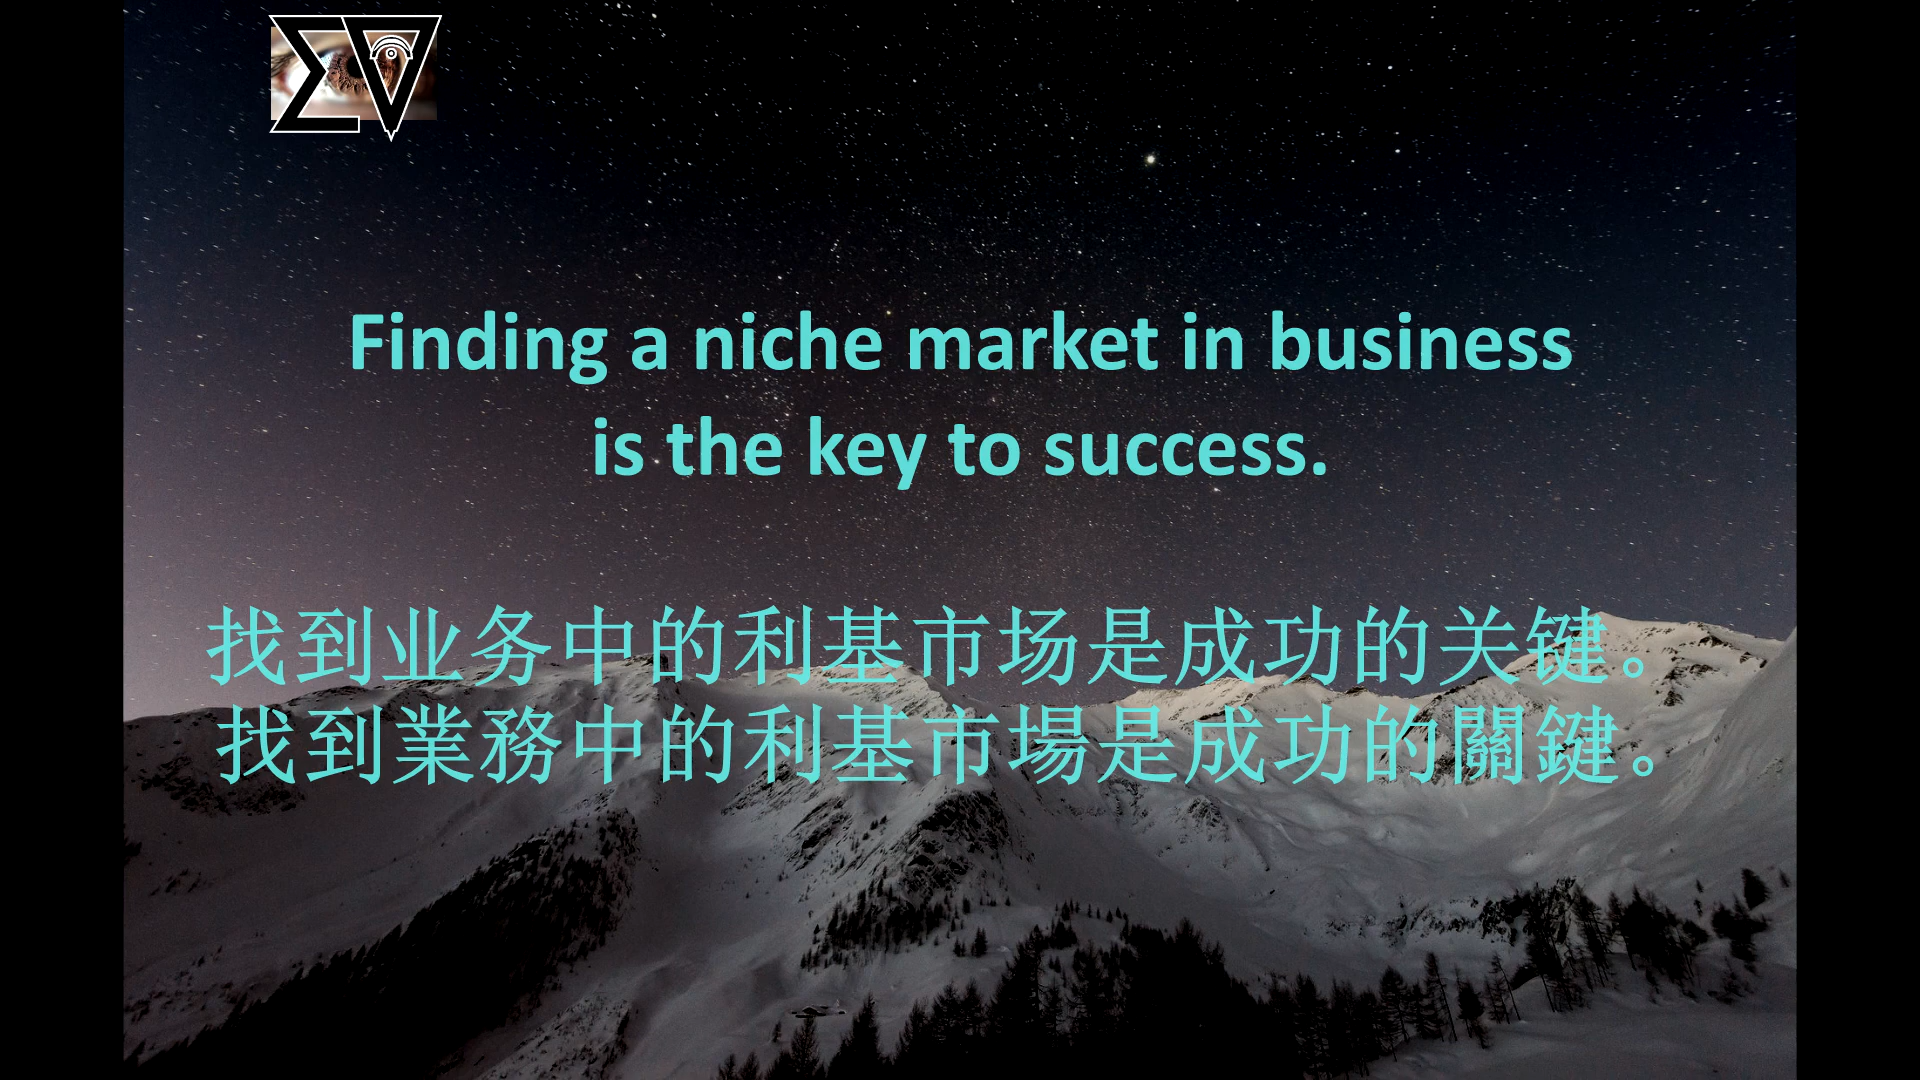 Finding a niche market in business
is the key to success.
找到业务中的利基市场是成功的关键。
找到業務中的利基市場是成功的關鍵。